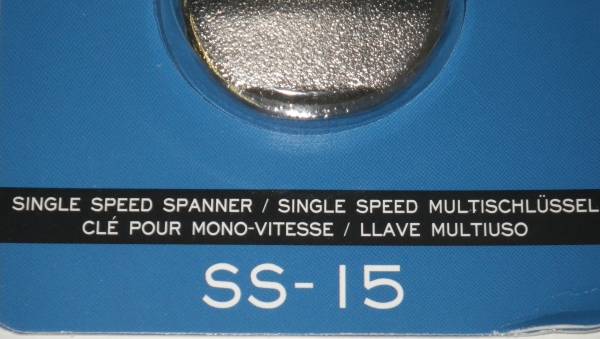 SINGLE SPEED SPANNER / SINGLE SPEED MULTISCHLÜSSEL
CLÉ POUR MONO-VITESSE / LLAVE MULTIUSO
SS-15